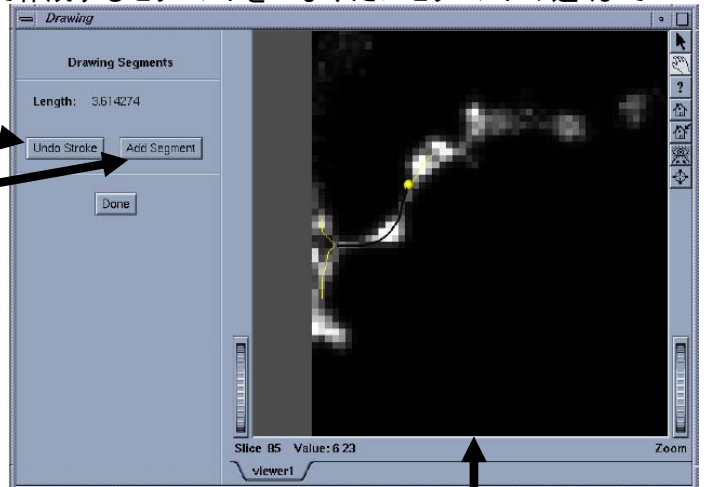 Drawing
Drawing Segments
Length: 3.614274
Undo Stroke
Add Segment
Done
Slice 85 Value: 6 23
Zoom
viewer1
?